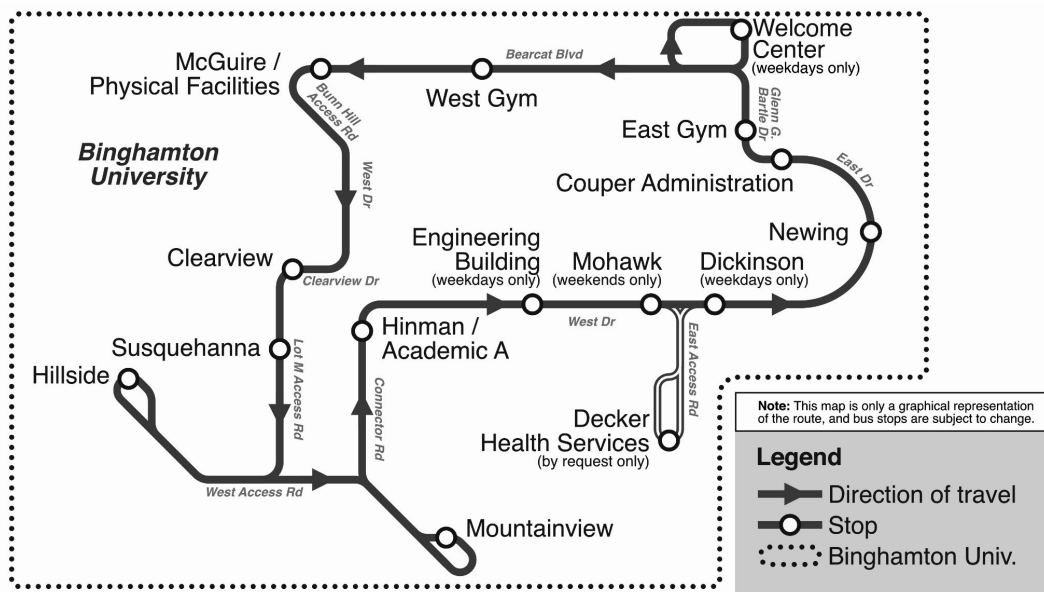 Welcome
Center
(weekdays only)
Bearcat Blvd
McGuire /
Physical Facilities
West Gym
Bunn Hill
Access Rd
Glenn G.
Bartle Dr
East Gym
Binghamton
University
Couper Administration
East Dr
West Dr
Newing
Clearview
Clearview Dr
Engineering
Building
(weekdays only)
Mohawk
(weekends only)
Dickinson
(weekdays only)
West Dr
Hinman /
Academic A
Susquehanna
Lot M Access Rd
Hillside
Connector Rd
East Access Rd
Decker
Health Services
(by request only)
West Access Rd
Mountainview
Note: This map is only a graphical representation
of the route, and bus stops are subject to change.
Legend
Direction of travel
Stop
Binghamton Univ.